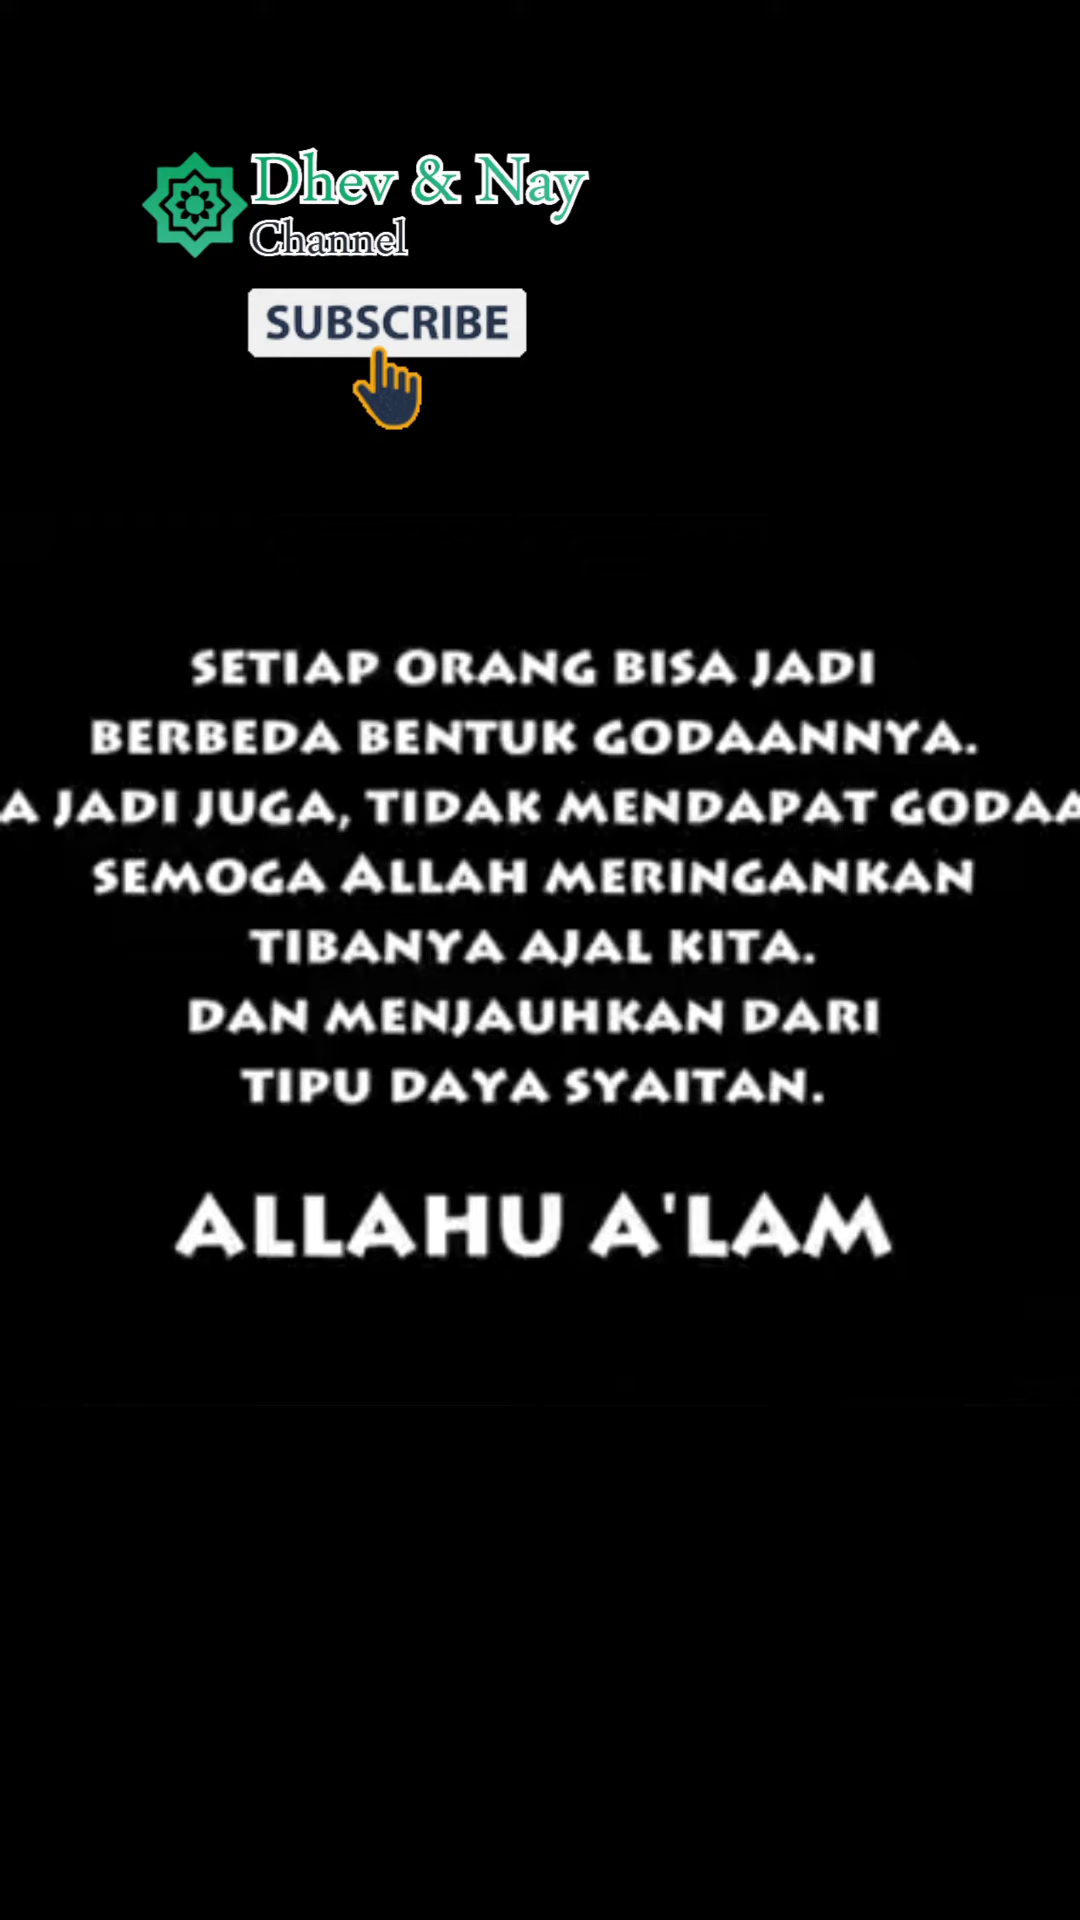 Dhev & Nay
Channel
SUBSCRIBE
SETIAP ORANG BISA JADI
BERBEDA BENTUK GODAANNYA.
A JADI JUGA, TIDAK MENDAPAT GODAA
SEMOGA ALLAH MERINGANKAN
TIBANYA AJAL KITA.
DAN MENJAUHKAN DARI
TIPU DAYA SYAITAN.
ALLAHU A'LAM